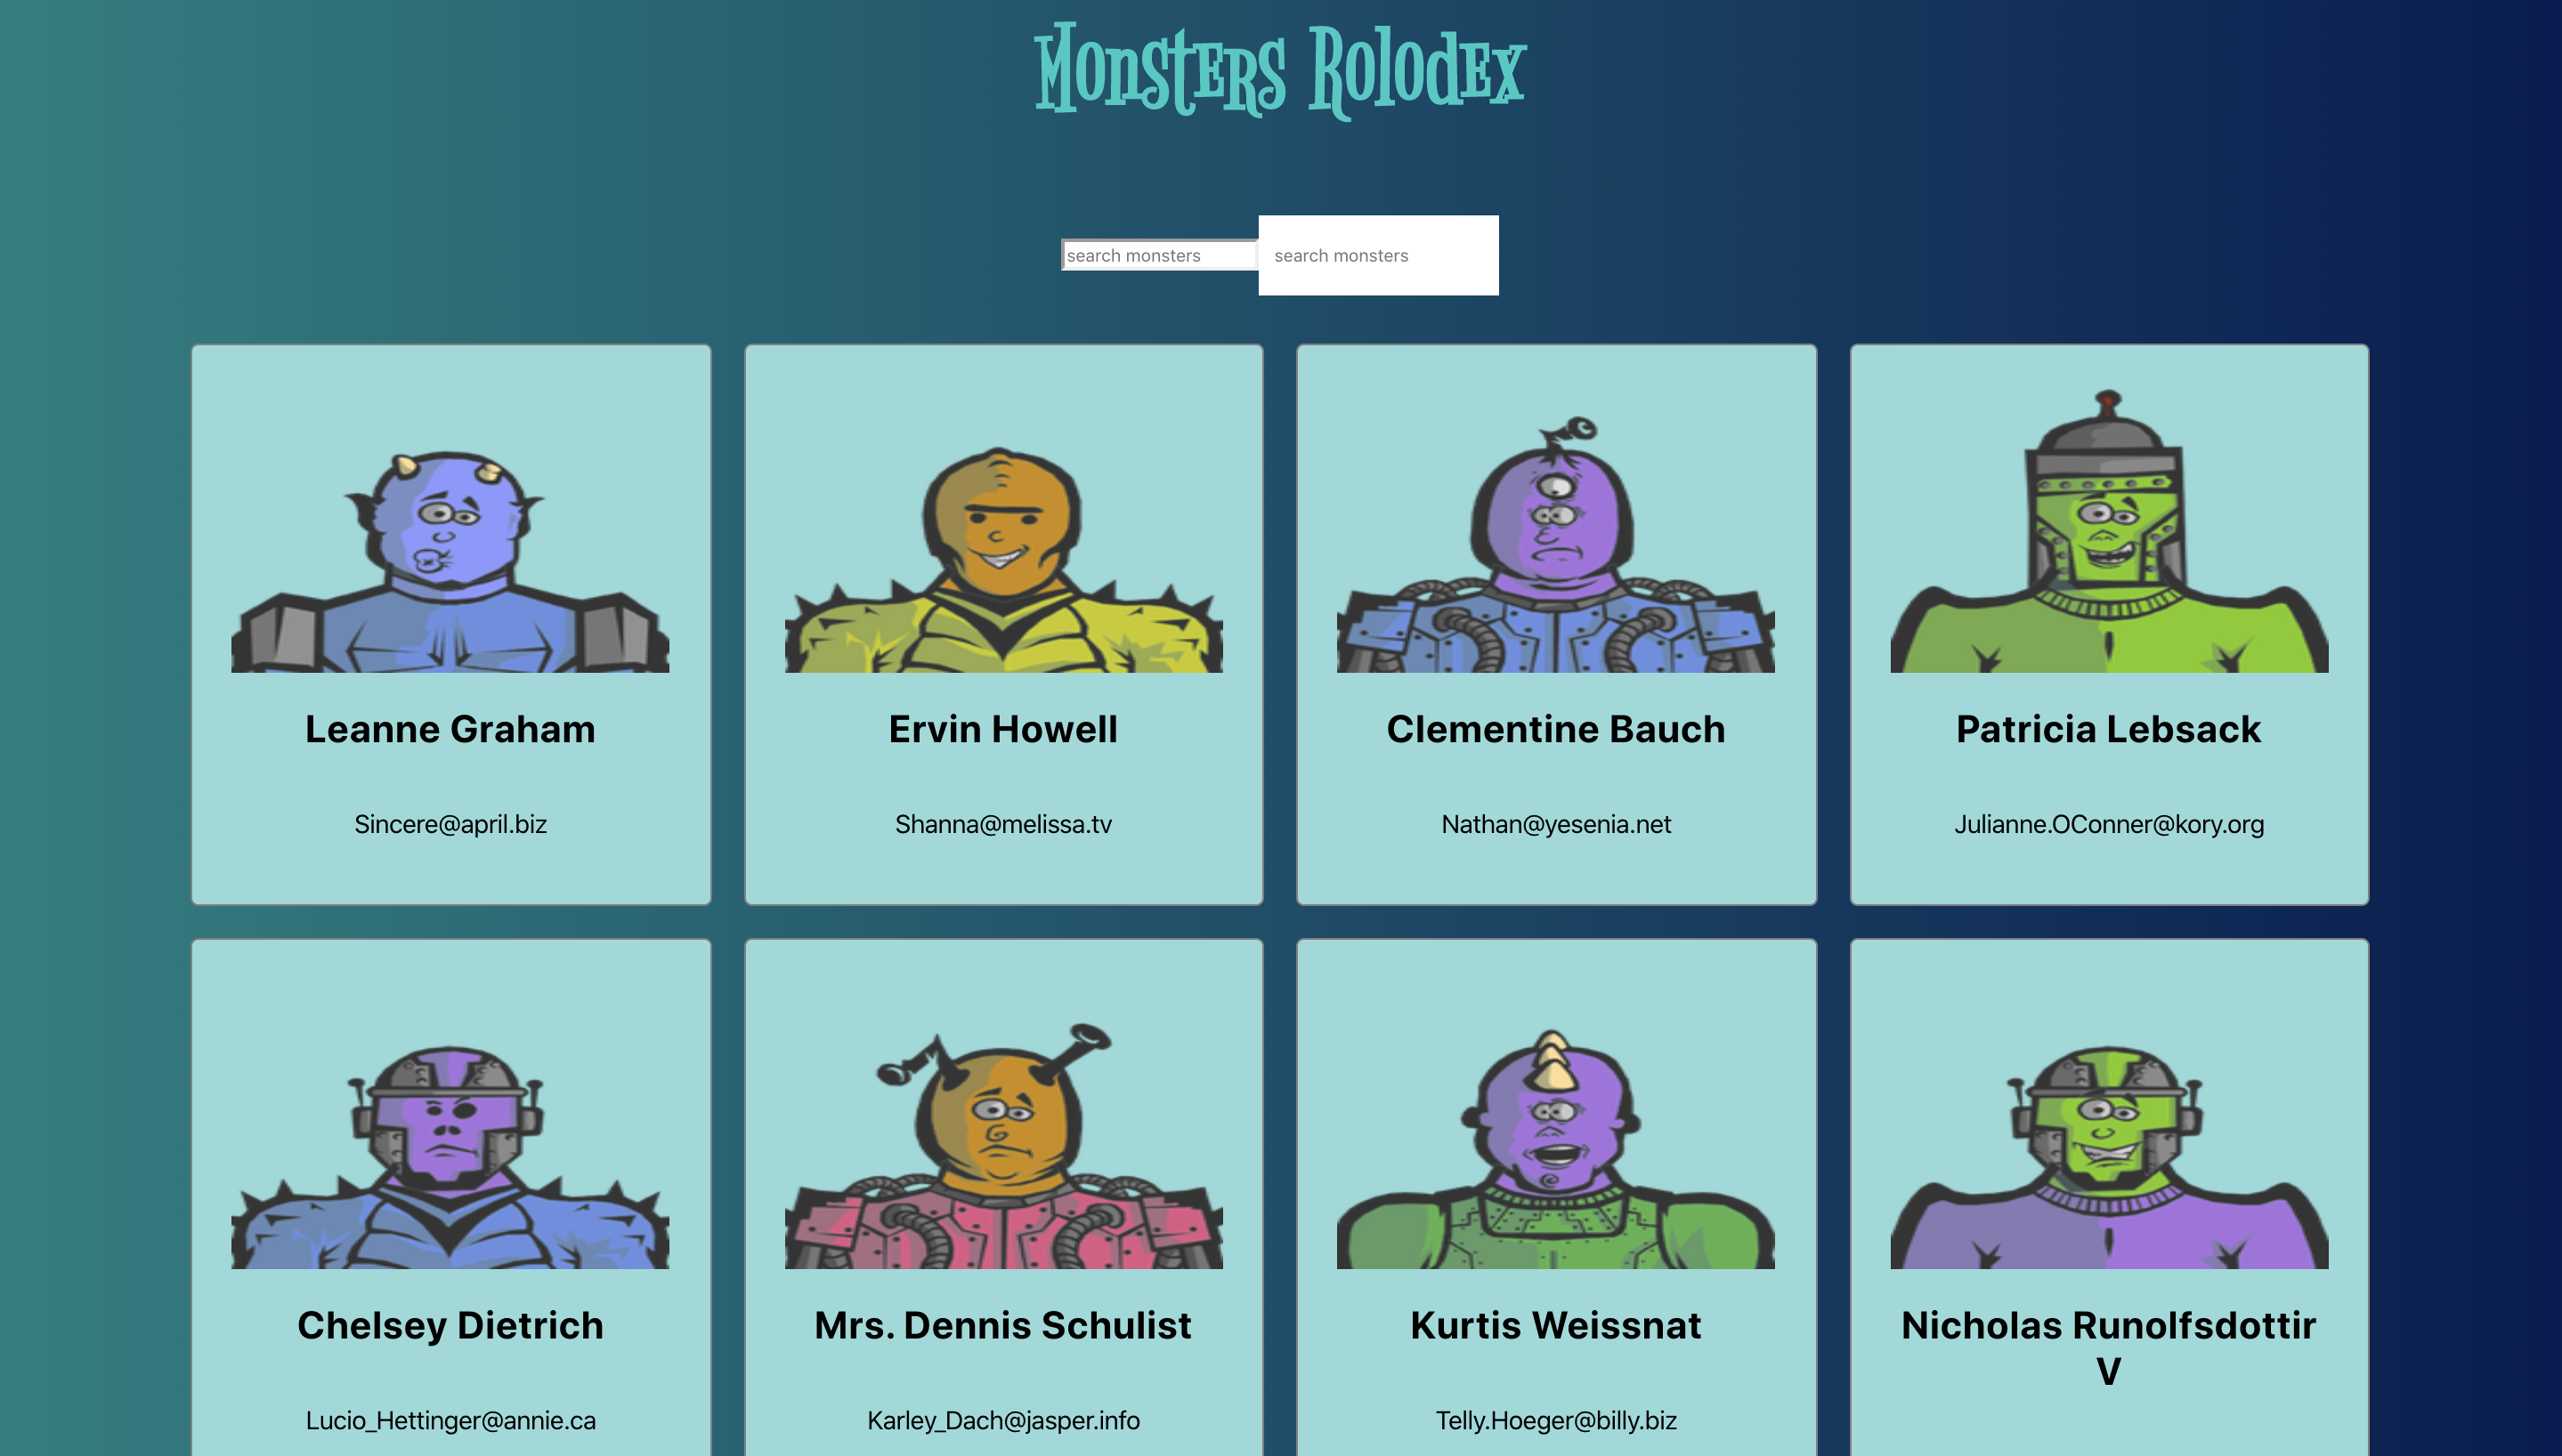 Monsters Rolodex
search monsters
search monsters
Leanne Graham
Ervin Howell
Clementine Bauch
Patricia Lebsack
Sincere@april.biz
Shanna@melissa.tv
Nathan@yesenia.net
Julianne.OConner@kory.org
Chelsey Dietrich
Mrs. Dennis Schulist
Kurtis Weissnat
Nicholas Runolfsdottir
V
Lucio_Hettinger@annie.ca
Karley_Dach@jasper.info
Telly.Hoeger@billy.biz